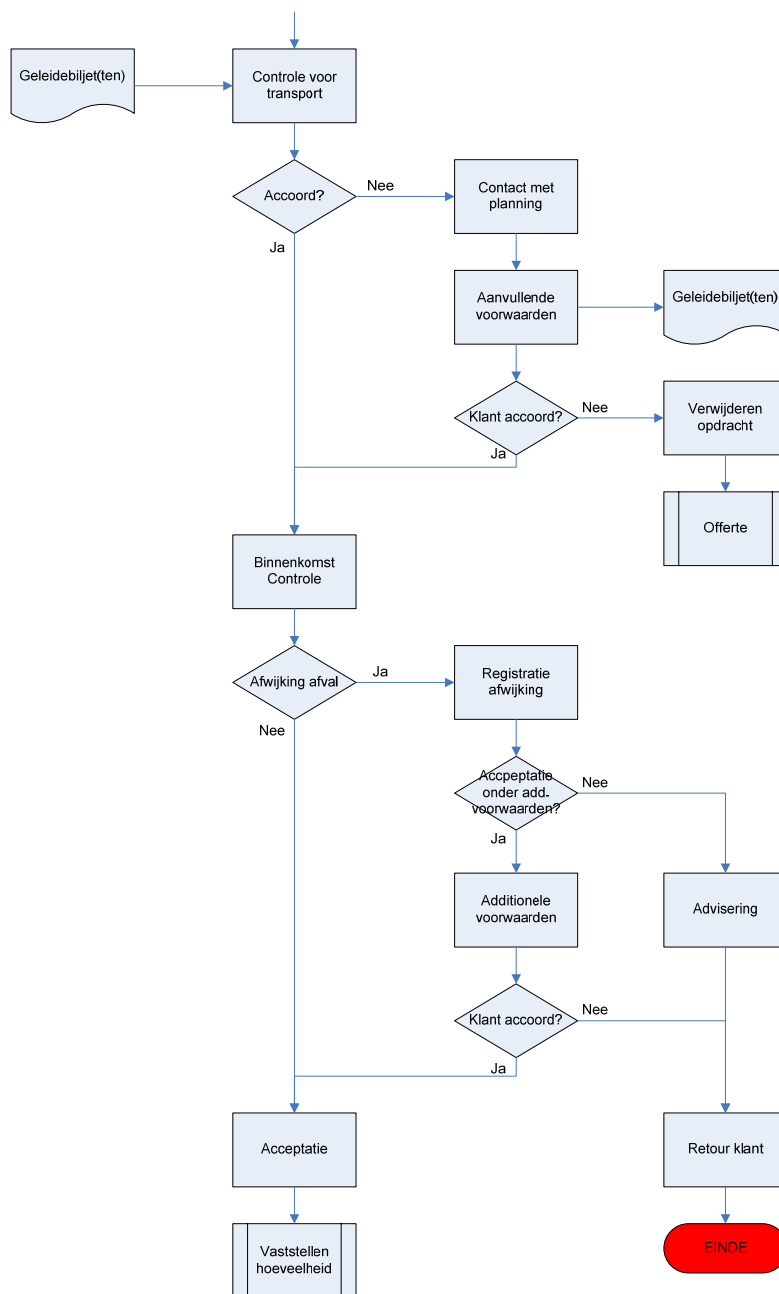 Geleidebiljet(ten)
Controle voor
transport
Accoord?
Nee
Contact met
planning
Ja
Aanvullende
voorwaarden
Geleidebiljet(ten)
Klant accoord?
Nee
Verwijderen
opdracht
Ja
Offerte
Binnenkomst
Controle
Afwijking afval
Ja
Registratie
afwijking
Nee
Accpeptatie
onder add-
voorwaarden?
Nee
Ja
Additionele
voorwaarden
Advisering
Klant accoord?
Nee
Ja
Acceptatie
Retour klant
Vaststellen
hoeveelheid
EINDE